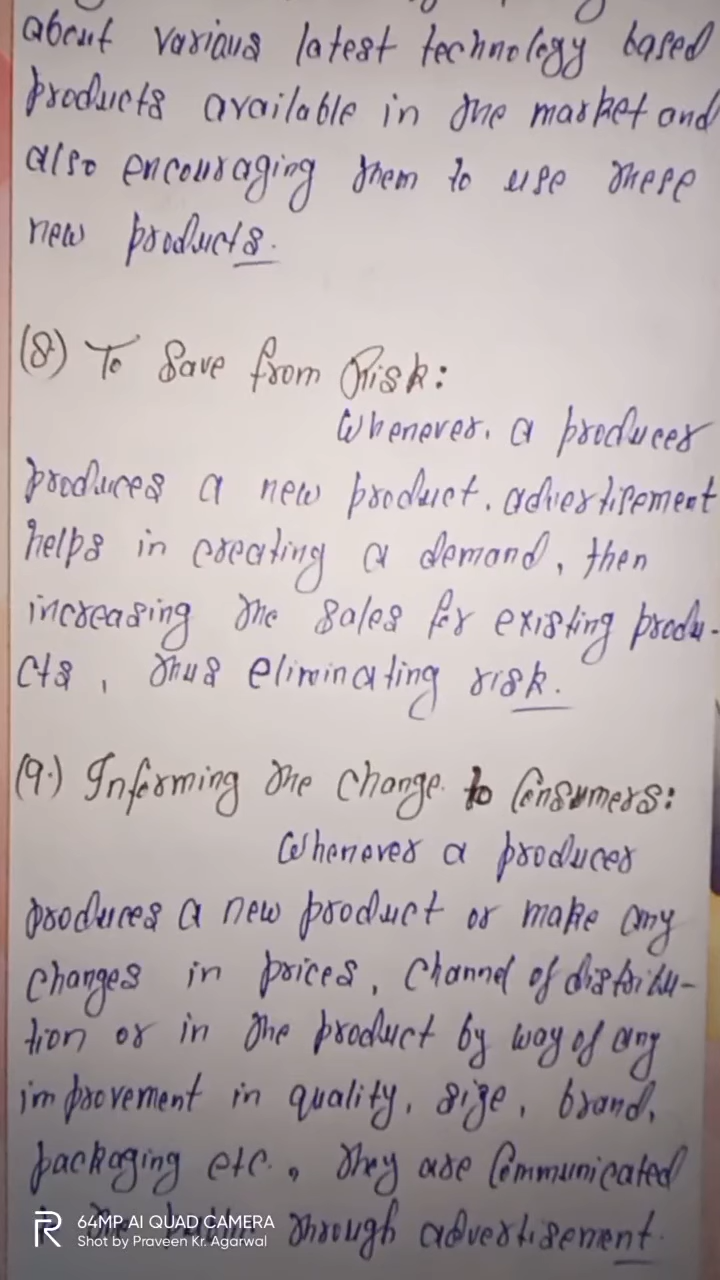 about various latest technology based
products available in the market and
also encouraging them to use these
new products.
(8) To Save from Risk:
Whenever, a producer
produces a new product, advertisement
helps in creating a demand, then
increasing the sales for existing produ-
cts, thus eliminating risk.
(9.) Informing the change to Consumers:
Whenever a producer
produces a new product or make any
changes in prices, Channel of distribu-
tion or in the product by way of any
improvement in quality, size, brand,
packaging etc., they are Communicated
the through advertisement.
64MP AI QUAD CAMERA
Shot by Praveen Kr. Agarwal